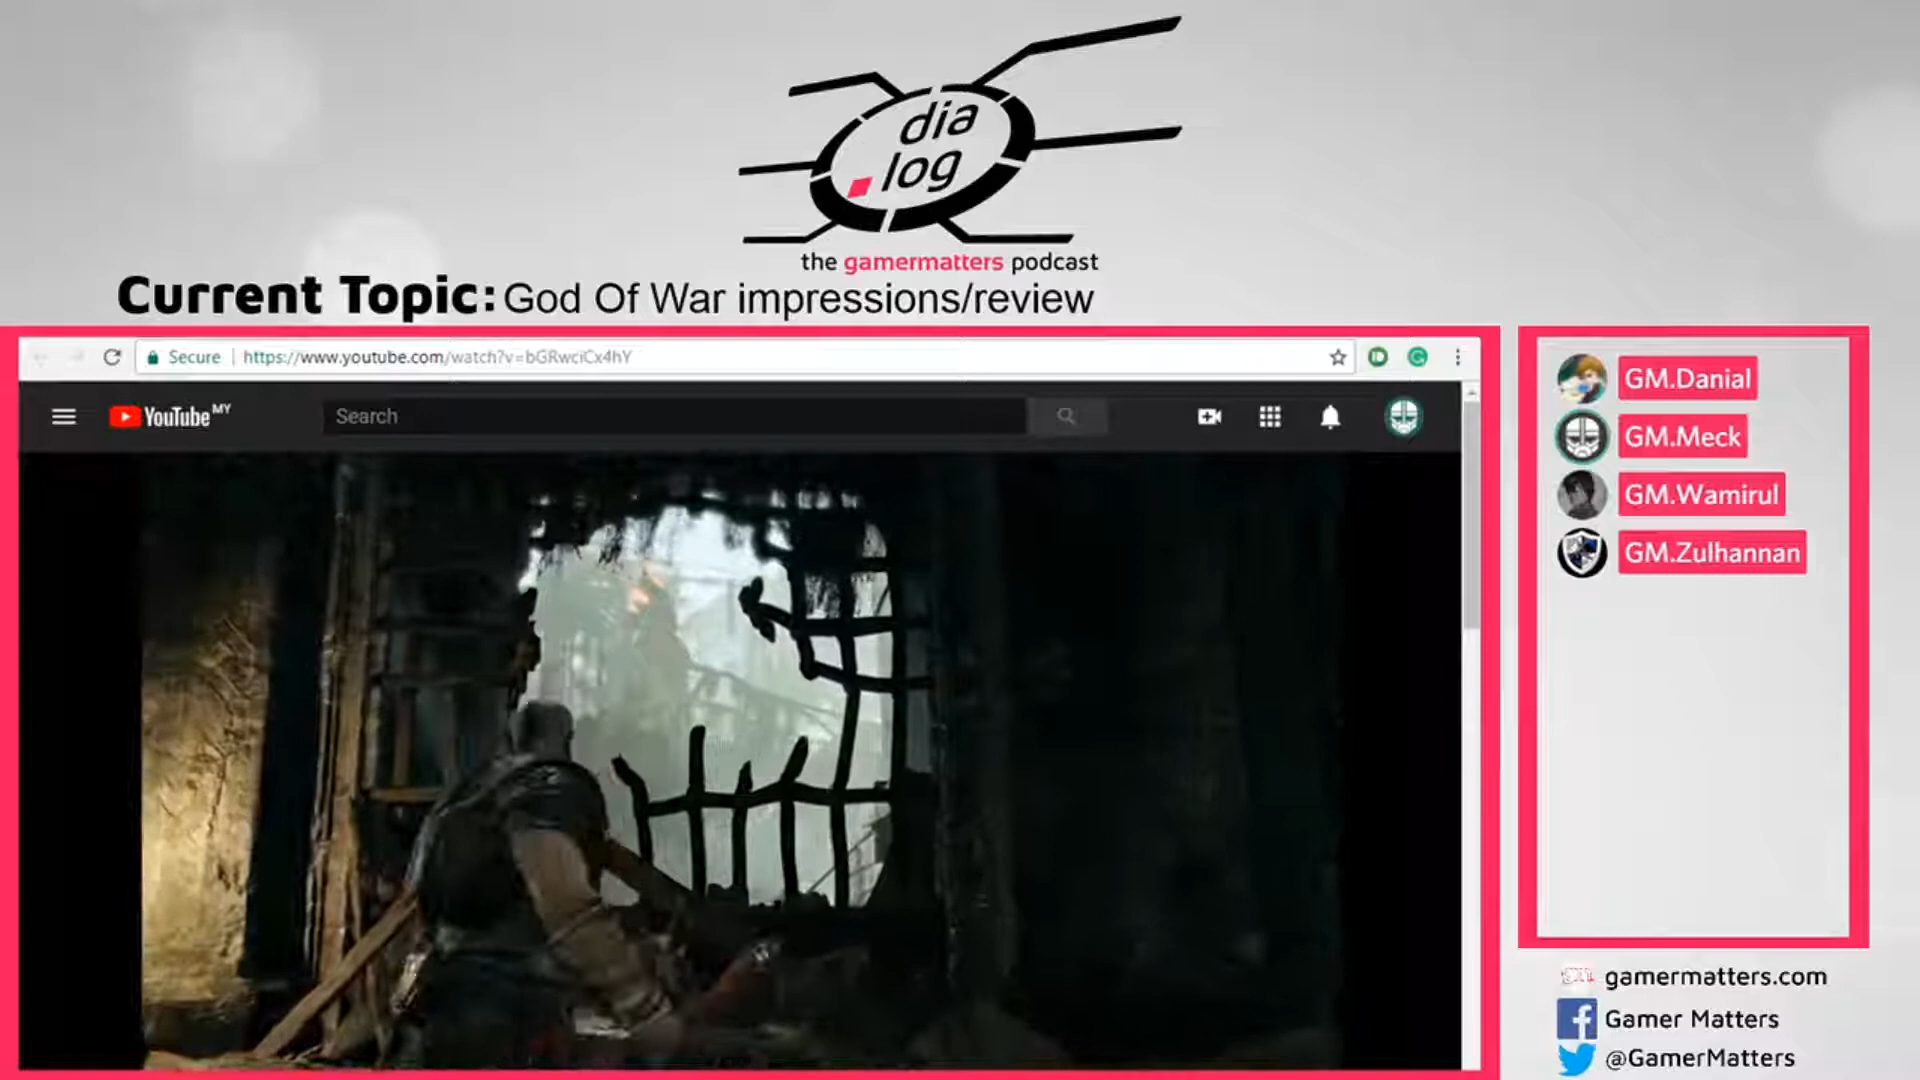 dia
log
the gamermatters podcast
Current Topic: God Of War impressions/review
Secure | https://www.youtube.com/watch?v=bGRwciCx4hY
YouTube MY
Search
GM.Danial
GM.Meck
GM.Wamirul
GM.Zulhannan
gamermatters.com
Gamer Matters
@GamerMatters